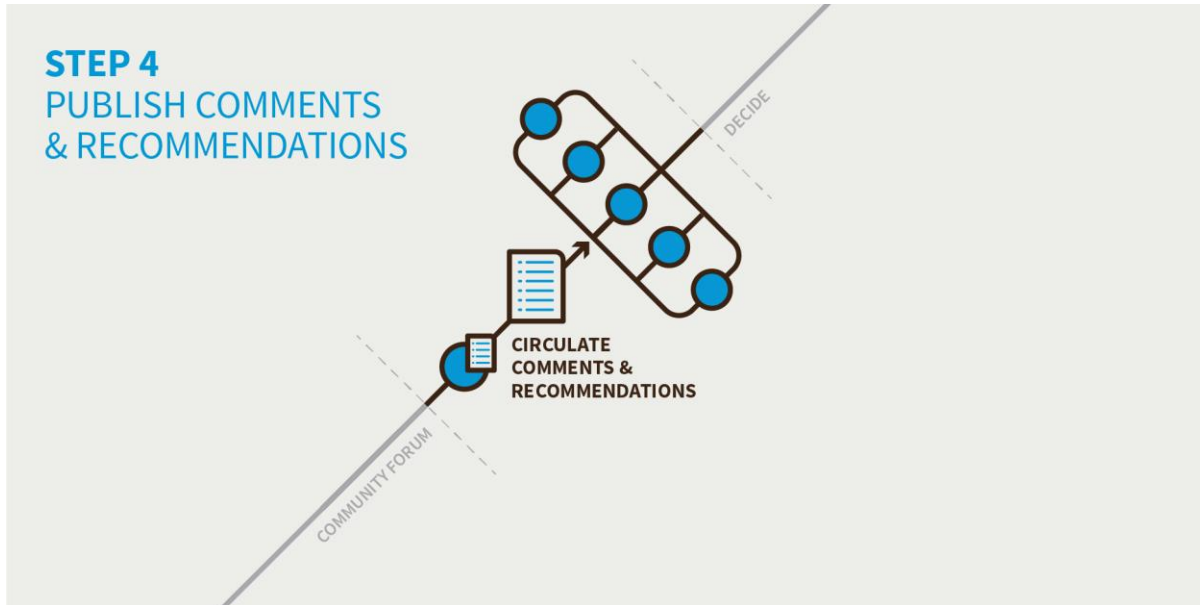 STEP 4
PUBLISH COMMENTS
& RECOMMENDATIONS
DECIDE
CIRCULATE
COMMENTS &
RECOMMENDATIONS
COMMUNITY FORUM